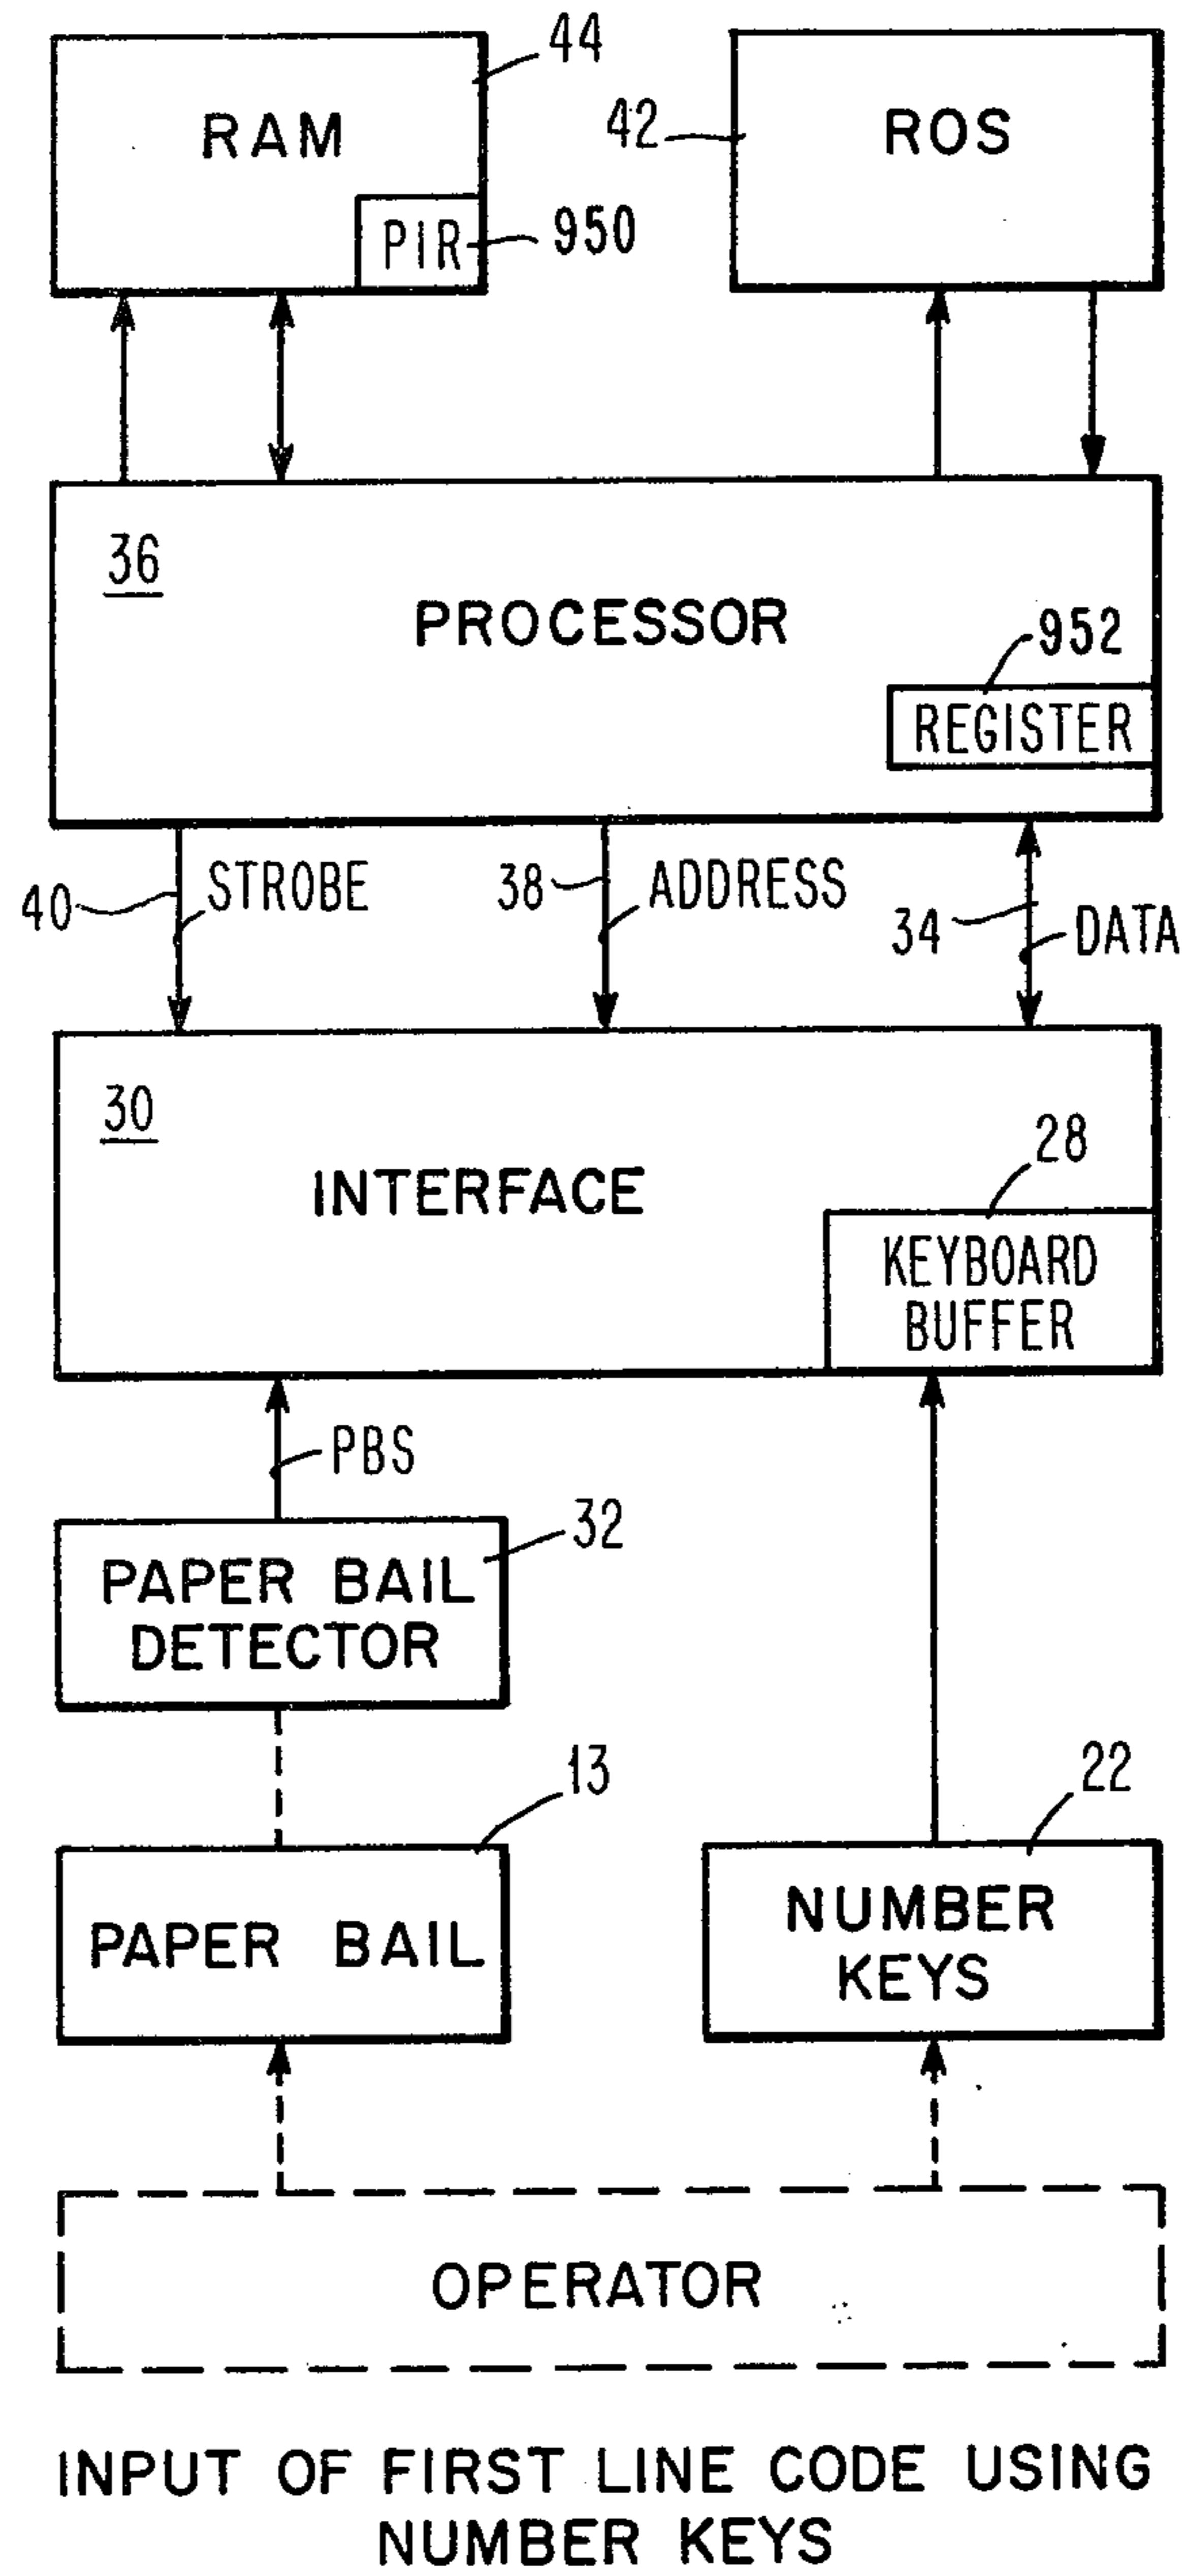 44
RAM
42
ROS
PIR
950
36
PROCESSOR
952
REGISTER
40
STROBE
38
ADDRESS
34
DATA
30
INTERFACE
28
KEYBOARD
BUFFER
PBS
32
PAPER BAIL
DETECTOR
13
22
PAPER BAIL
NUMBER
KEYS
OPERATOR
INPUT OF FIRST LINE CODE USING
NUMBER KEYS